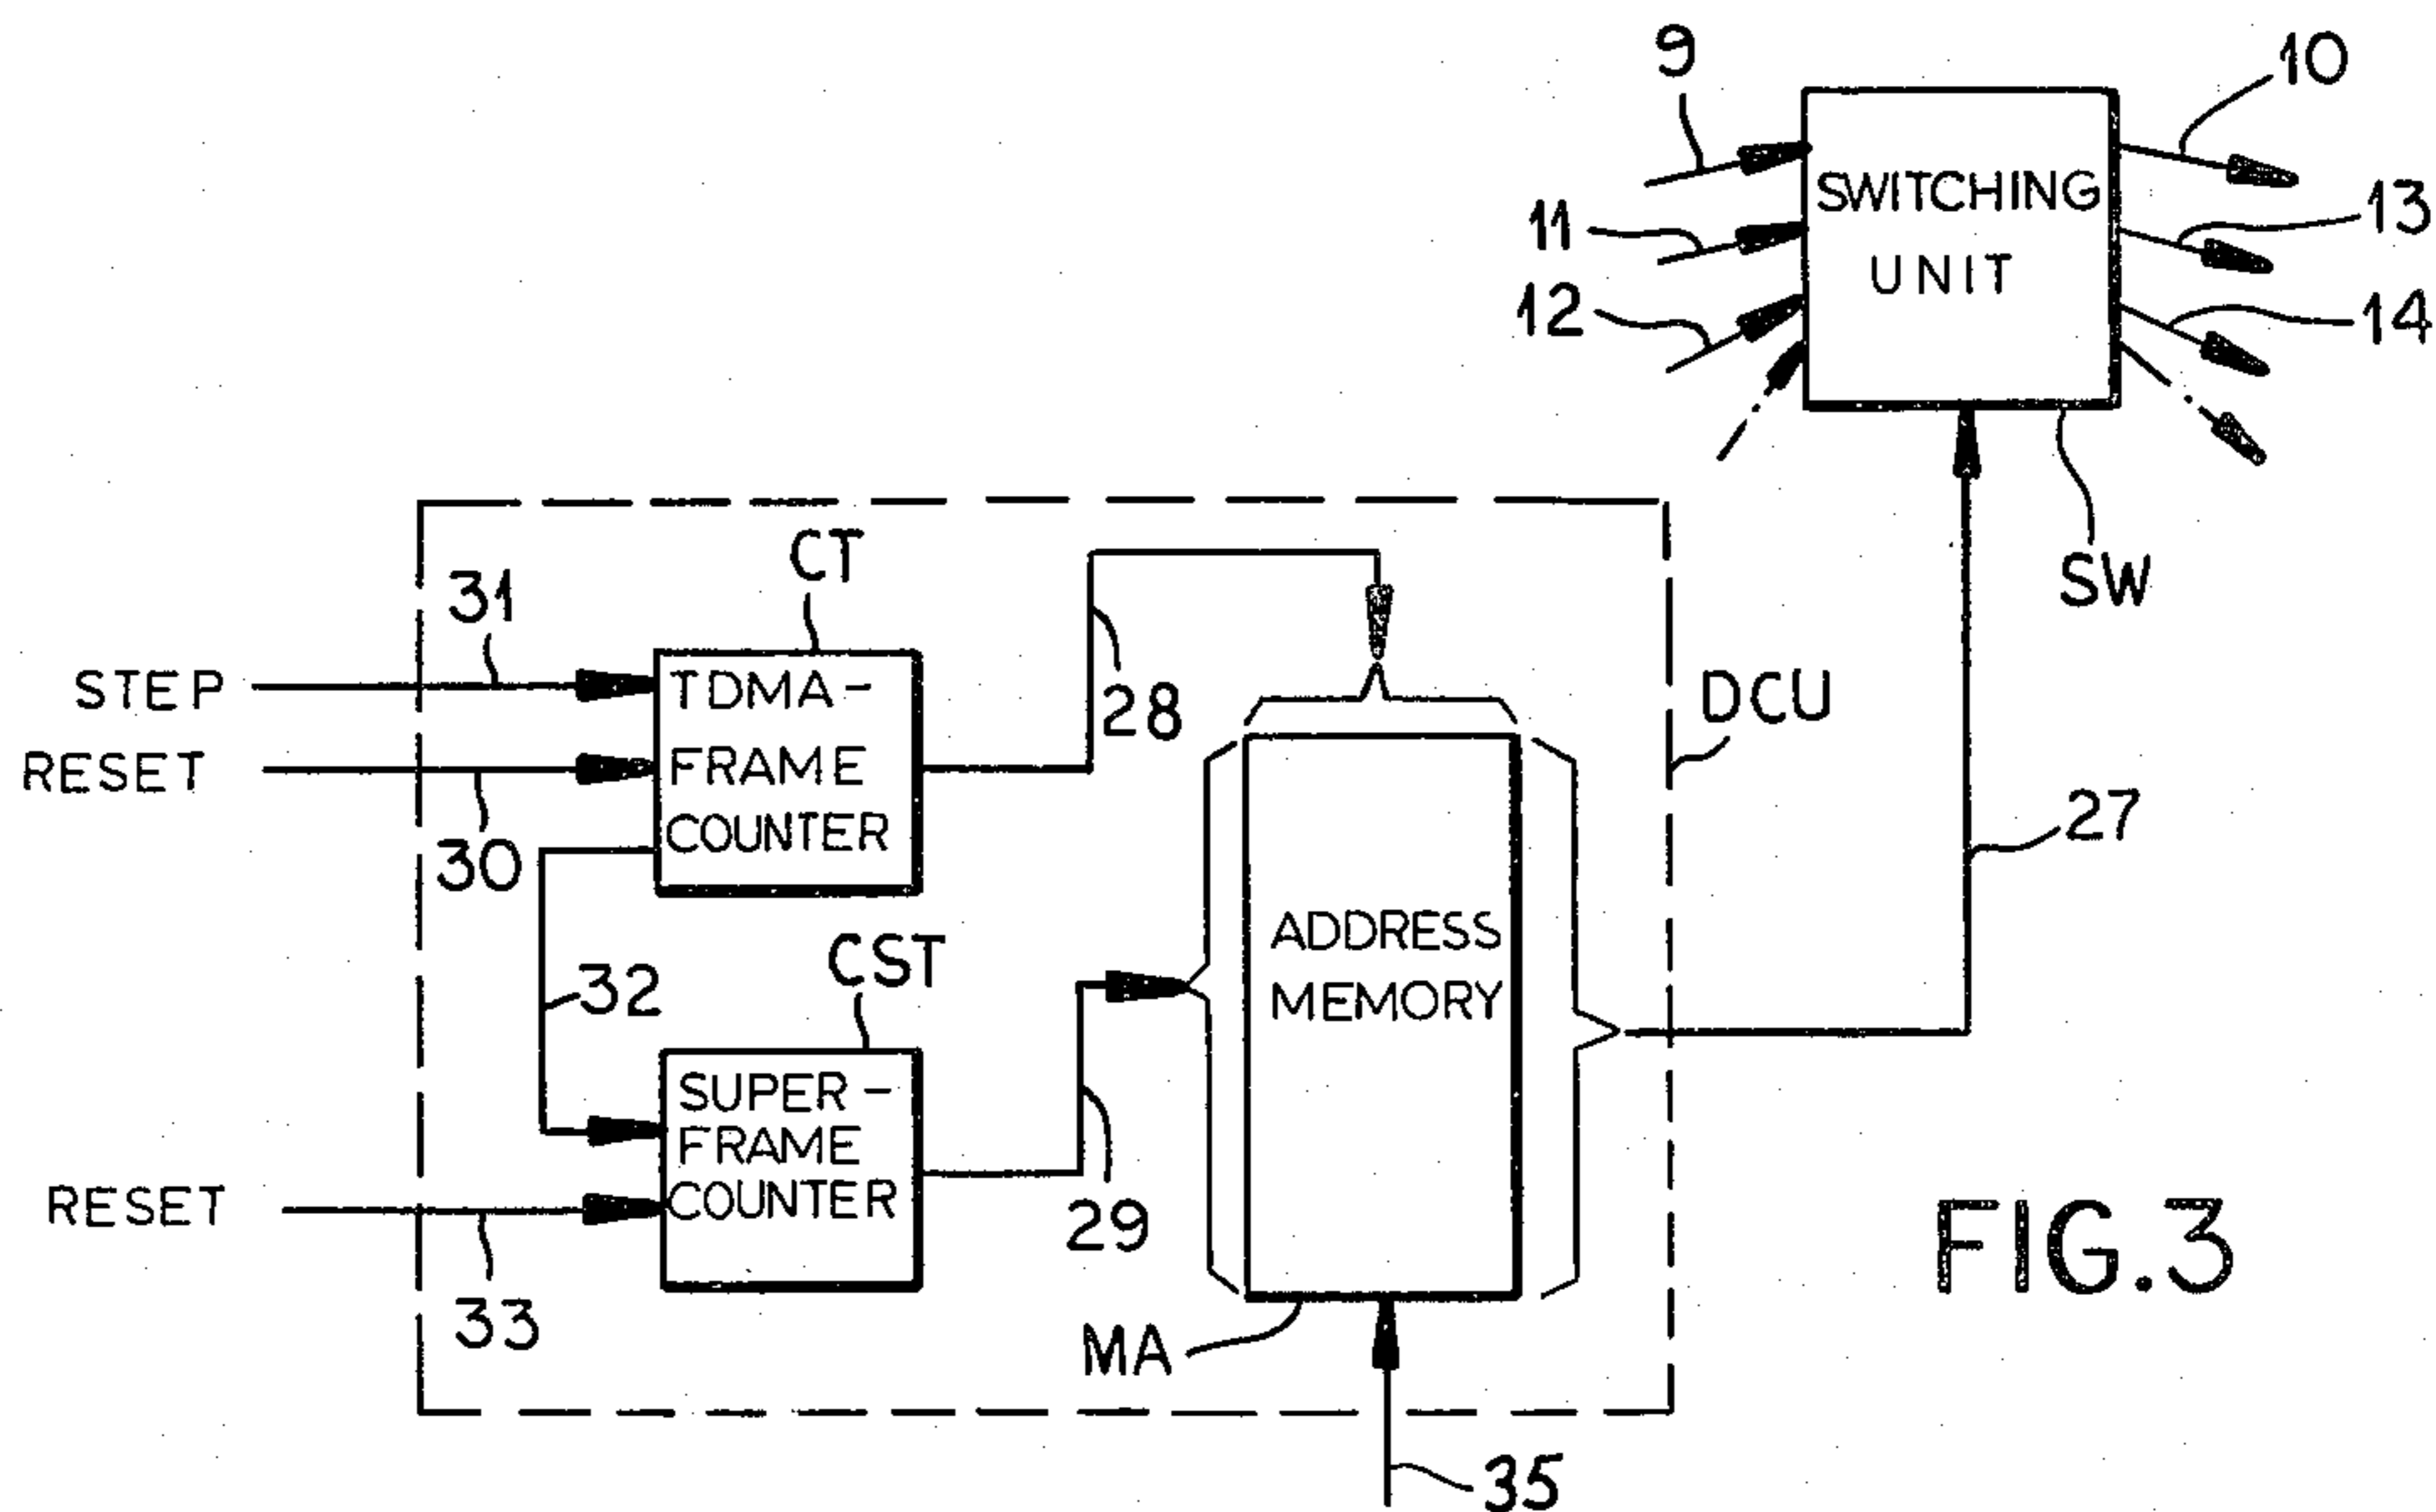 9
10
SWITCHING
UNIT
11
13
12
14
SW
CT
31
STEP
TDMA-
28
DCU
RESET
FRAME
30
COUNTER
27
ADDRESS
MEMORY
CST
32
SUPER-
FRAME
COUNTER
RESET
29
33
MA
35
FIG.3